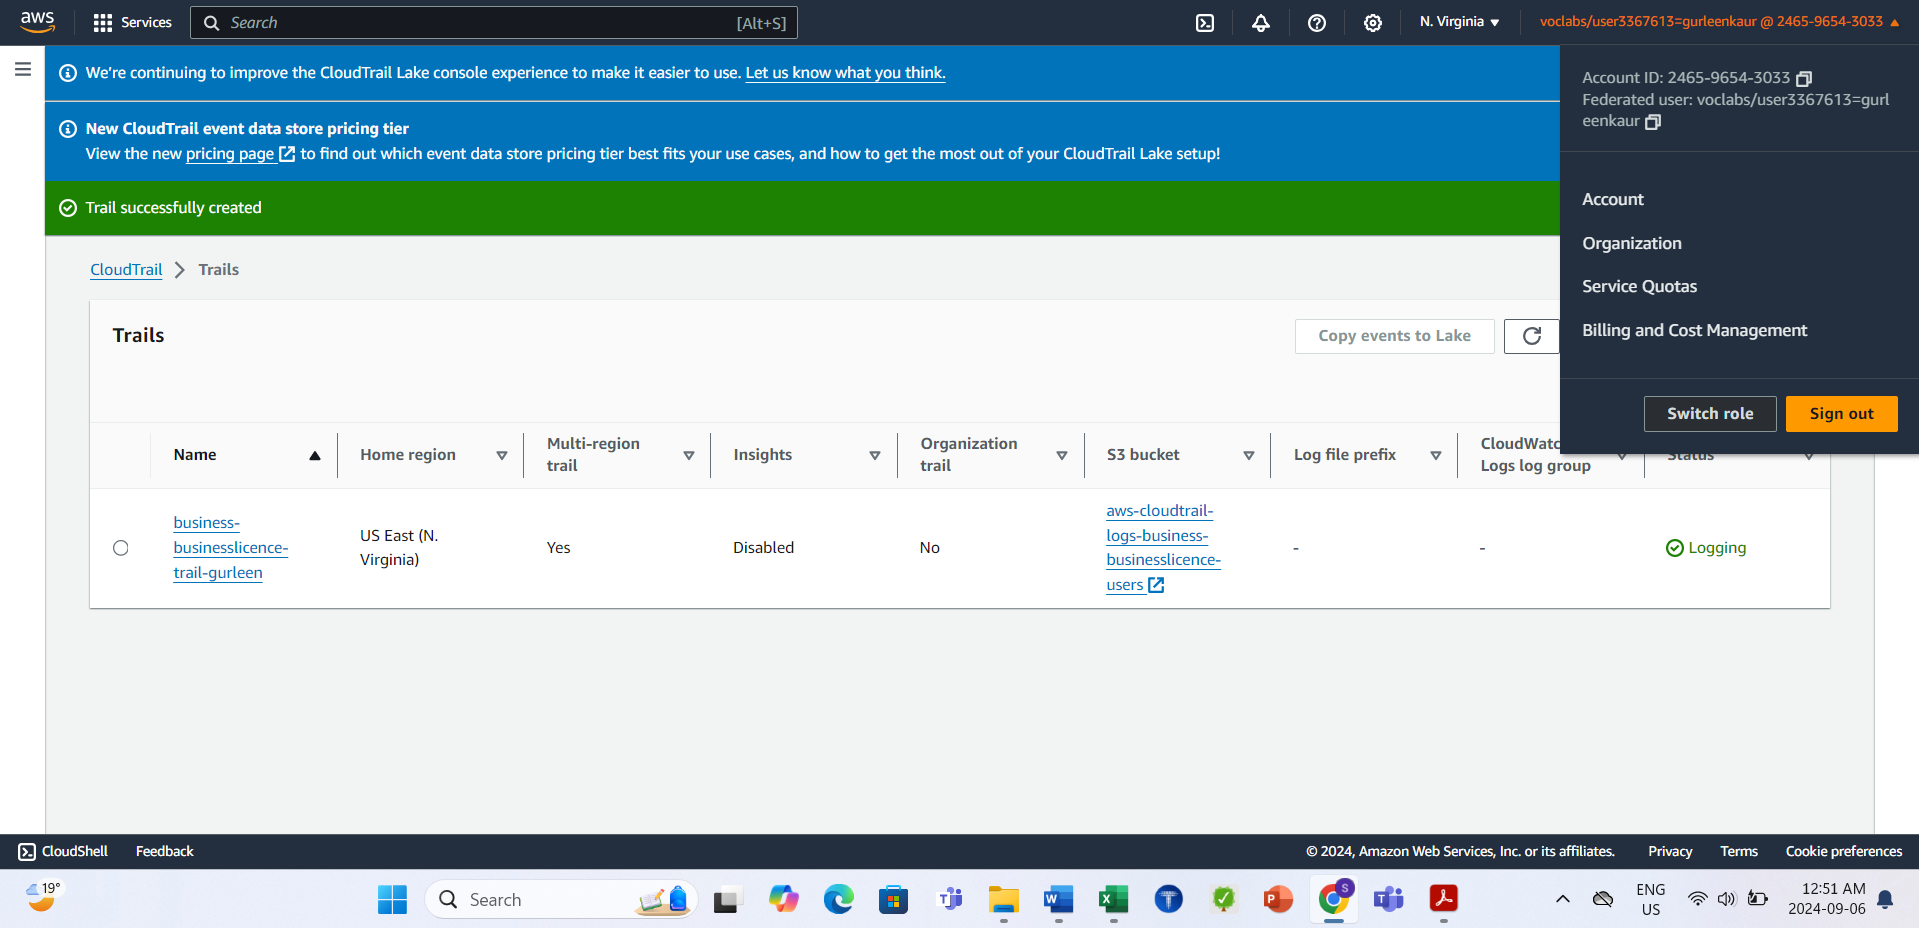 aws
Services
Search
[Alt+S]
N. Virginia
voclabs/user3367613=gurleenkaur @ 2465-9654-3033
We're continuing to improve the CloudTrail Lake console experience to make it easier to use. Let us know what you think.
New CloudTrail event data store pricing tier
View the new pricing page to find out which event data store pricing tier best fits your use cases, and how to get the most out of your CloudTrail Lake setup!
Trail successfully created
Account ID: 2465-9654-3033
Federated user: voclabs/user3367613=gurl
eenkaur
Account
Organization
Service Quotas
Billing and Cost Management
Switch role
Sign out
CloudTrail
Trails
Trails
Copy events to Lake
Name
Home region
Multi-region
trail
Insights
Organization
trail
S3 bucket
Log file prefix
CloudWatc
Logs log group
Status
business-
businesslicence-
trail-gurleen
US East (N.
Virginia)
Yes
Disabled
No
aws-cloudtrail-
logs-business-
businesslicence-
users
-
-
Logging
CloudShell
Feedback
© 2024, Amazon Web Services, Inc. or its affiliates.
Privacy
Terms
Cookie preferences
19°
Search
ENG
US
12:51 AM
2024-09-06